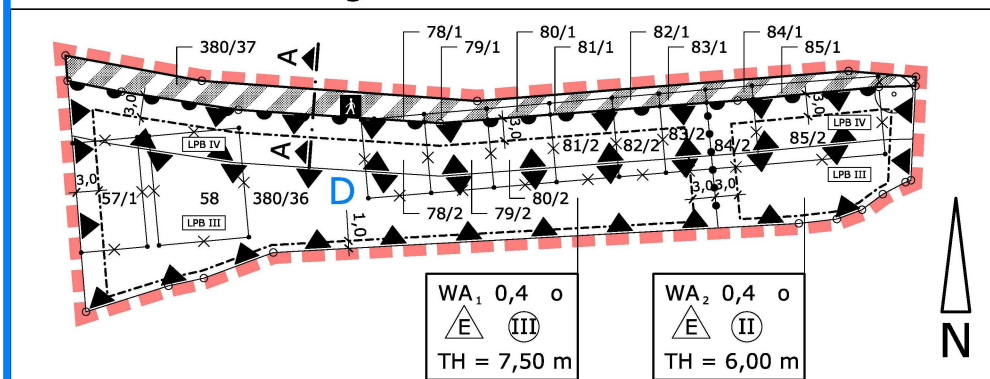 380/37
A
78/1
79/1
80/1
81/1
82/1
83/1
84/1
85/1
3,0
3,0
3,0
LPB IV
LPB IV
81/2
82/2
83/2
84/2
85/2
A
LPB III
3,0
57/1
58
380/36
D
78/2
79/2
80/2
3,0
3,0
LPB III
1,0
WA₁ 0,4 o
E III
TH = 7,50 m
WA₂ 0,4 o
E II
TH = 6,00 m
N